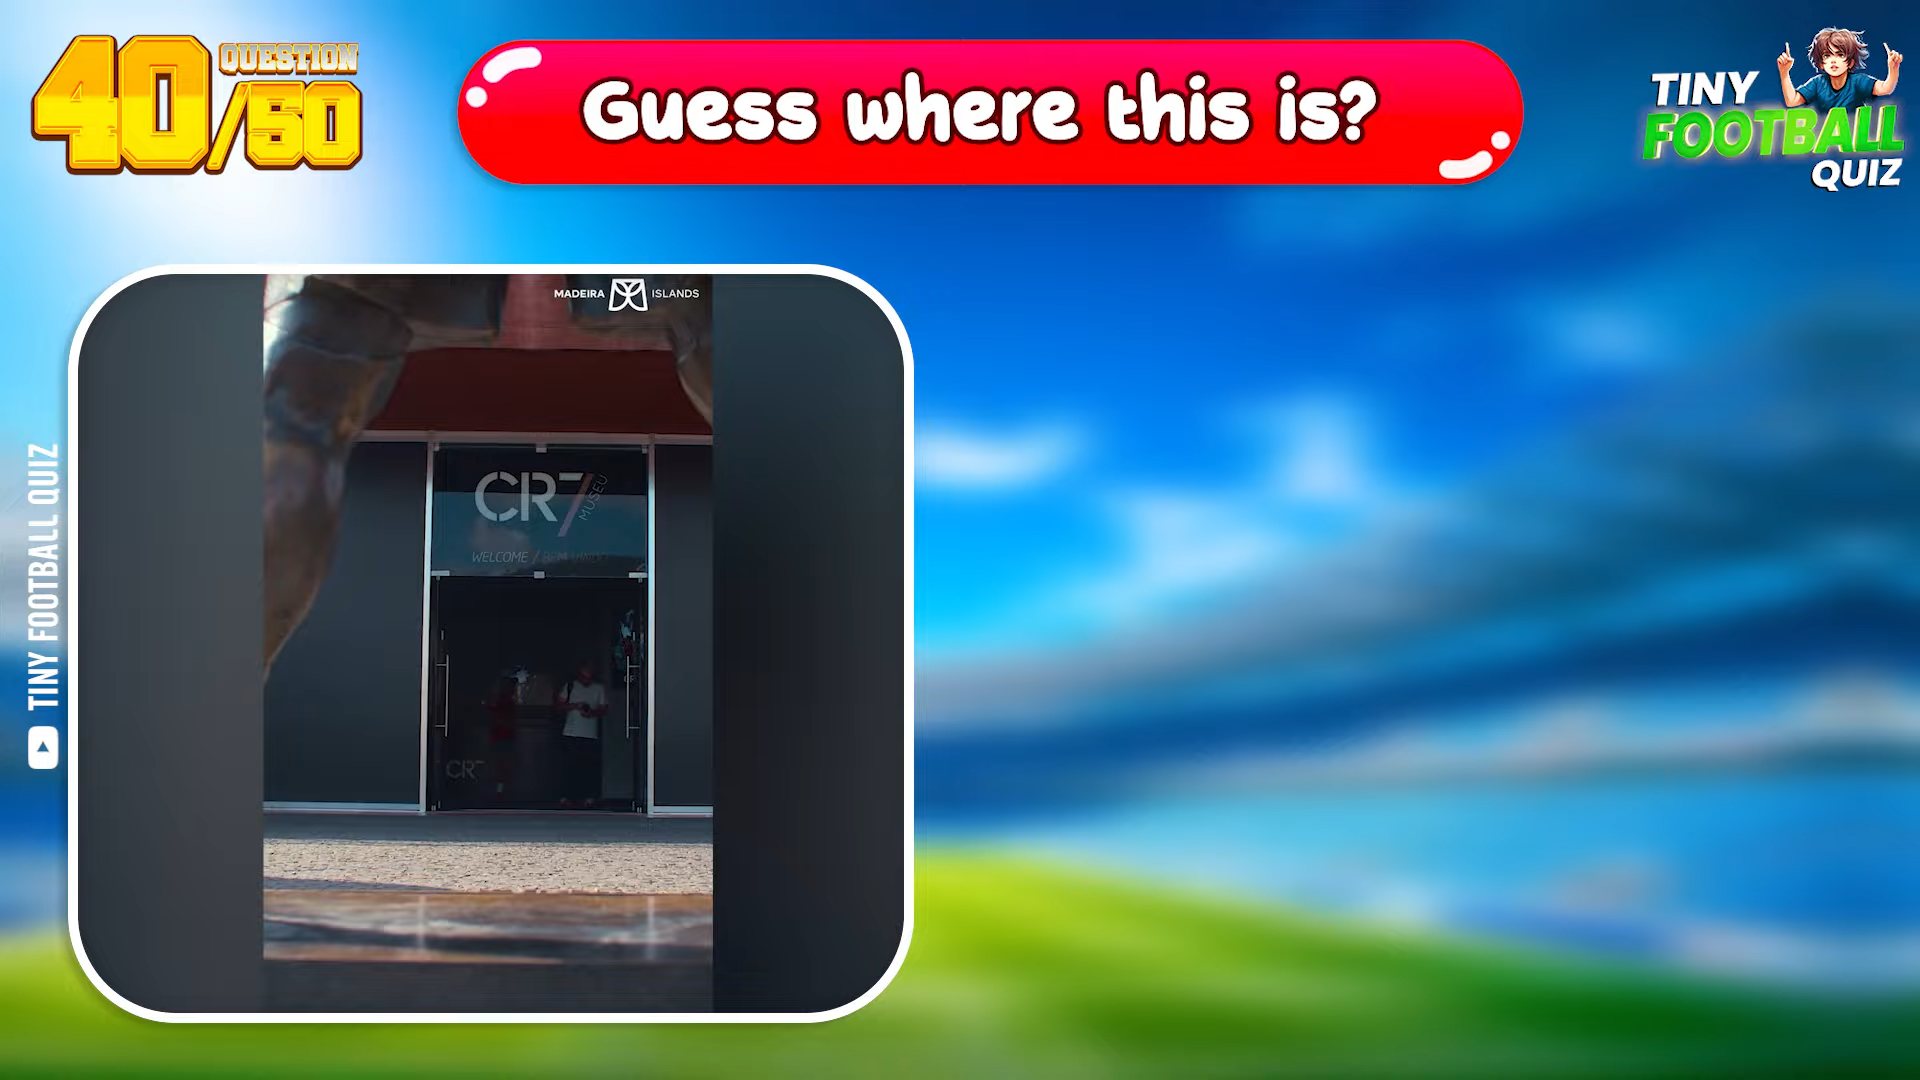 40/50
QUESTION
Guess where this is?
TINY
FOOTBALL
QUIZ
MADEIRA ISLANDS
CR7
MUSEU
WELCOME /
CR7
TINY FOOTBALL QUIZ